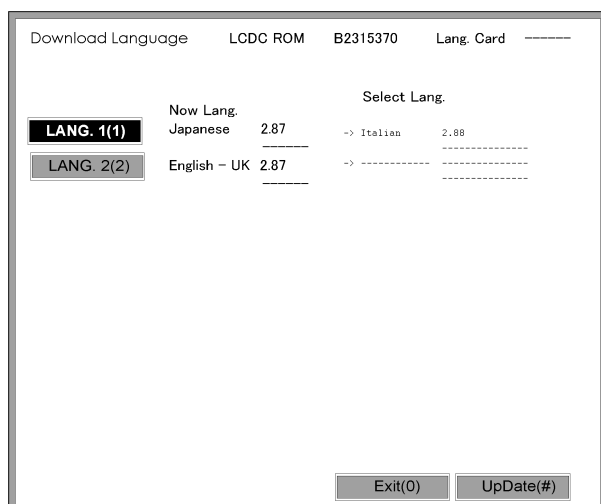 Download Language LCDC ROM B2315370 Lang. Card ------
Select Lang.
Now Lang.
LANG. 1(1) Japanese 2.87 -> Italian 2.88
------ ---------------
LANG. 2(2) English - UK 2.87 -> ------------ ---------------
------ ---------------
Exit(0) UpDate(#)